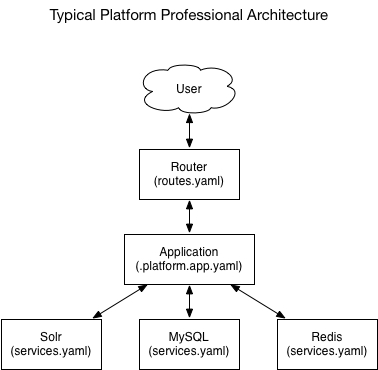 Typical Platform Professional Architecture
User
Router
(routes.yaml)
Application
(.platform.app.yaml)
Solr
(services.yaml)
MySQL
(services.yaml)
Redis
(services.yaml)